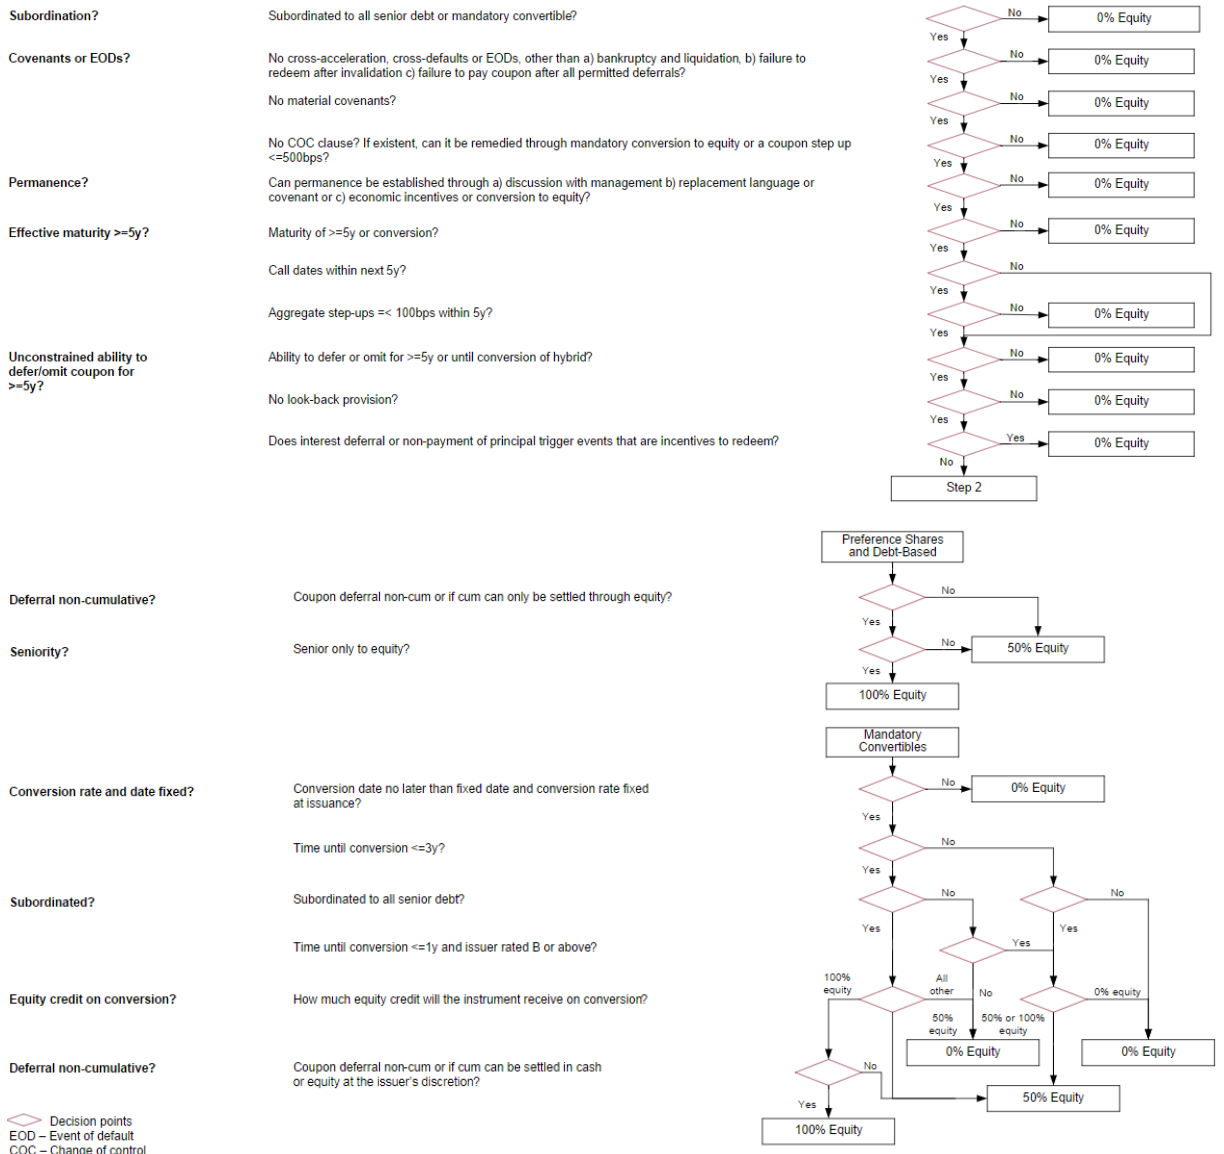 Subordination?
Subordinated to all senior debt or mandatory convertible?
No
0% Equity
Yes
Covenants or EODs?
No cross-acceleration, cross-defaults or EODs, other than a) bankruptcy and liquidation, b) failure to
redeem after invalidation c) failure to pay coupon after all permitted deferrals?
No
0% Equity
Yes
No material covenants?
No
0% Equity
Yes
No COC clause? If existent, can it be remedied through mandatory conversion to equity or a coupon step up
<=500bps?
No
0% Equity
Yes
Permanence?
Can permanence be established through a) discussion with management b) replacement language or
covenant or c) economic incentives or conversion to equity?
No
0% Equity
Yes
Effective maturity >=5y?
Maturity of >=5y or conversion?
No
0% Equity
Yes
Call dates within next 5y?
No
Yes
Aggregate step-ups =< 100bps within 5y?
No
0% Equity
Yes
Unconstrained ability to
defer/omit coupon for
>=5y?
Ability to defer or omit for >=5y or until conversion of hybrid?
No
0% Equity
Yes
No look-back provision?
No
0% Equity
Yes
Does interest deferral or non-payment of principal trigger events that are incentives to redeem?
Yes
0% Equity
No
Step 2
Preference Shares
and Debt-Based
Deferral non-cumulative?
Coupon deferral non-cum or if cum can only be settled through equity?
No
Yes
Seniority?
Senior only to equity?
No
50% Equity
Yes
100% Equity
Mandatory
Convertibles
Conversion rate and date fixed?
Conversion date no later than fixed date and conversion rate fixed
at issuance?
No
0% Equity
Yes
Time until conversion <=3y?
No
Yes
Subordinated?
Subordinated to all senior debt?
No
No
Yes
Yes
Time until conversion <=1y and issuer rated B or above?
Yes
No
Equity credit on conversion?
How much equity credit will the instrument receive on conversion?
100%
equity
All
other
0% equity
50%
equity
50% or 100%
equity
0% Equity
0% Equity
Deferral non-cumulative?
Coupon deferral non-cum or if cum can be settled in cash
or equity at the issuer's discretion?
No
50% Equity
Yes
100% Equity
Decision points
EOD – Event of default
COC – Change of control